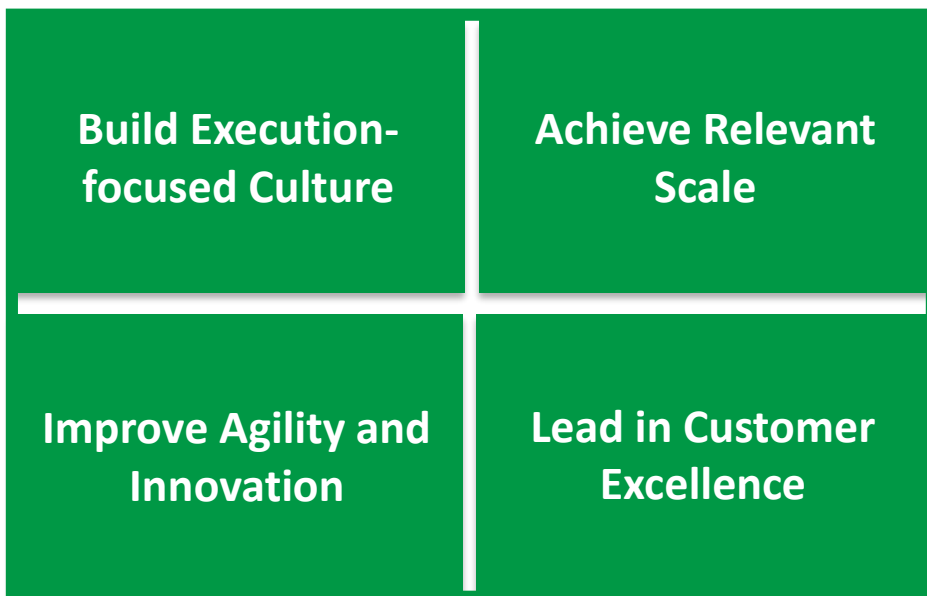 Build Execution-
focused Culture
Achieve Relevant
Scale
Improve Agility and
Innovation
Lead in Customer
Excellence